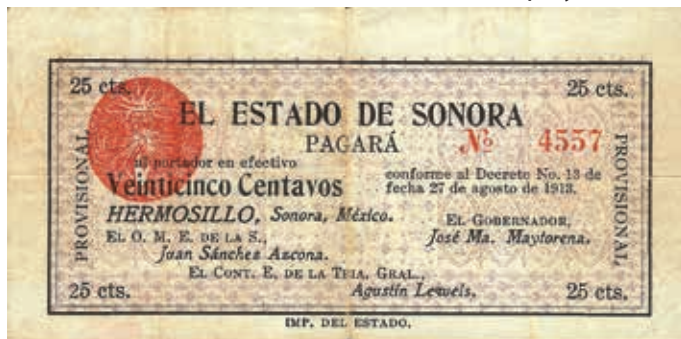 25 cts.
25 cts.
EL ESTADO DE SONORA
PAGARÁ
No 4557
al portador en efectivo
Veinticinco Centavos
conforme al Decreto No. 13 de
fecha 27 de agosto de 1913.
HERMOSILLO, Sonora, México.
EL O. M. E. DE LA S.,
Juan Sánchez Azcona.
EL GOBERNADOR,
José Ma. Maytorena.
EL CONT. E. DE LA TRIA. GRAL.,
Agustín Lewels.
25 cts.
25 cts.
PROVISIONAL
PROVISIONAL
IMP. DEL ESTADO.